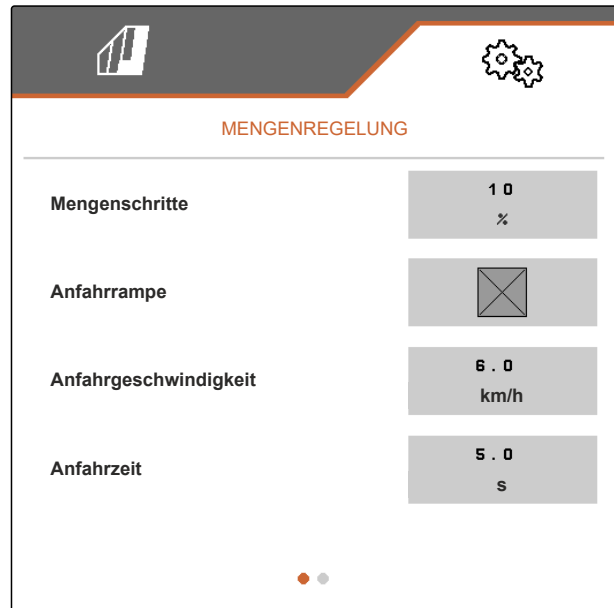 MENGENREGELUNG
Mengenschritte
10
%
Anfahrrampe
Anfahrgeschwindigkeit
6.0
km/h
Anfahrzeit
5.0
s